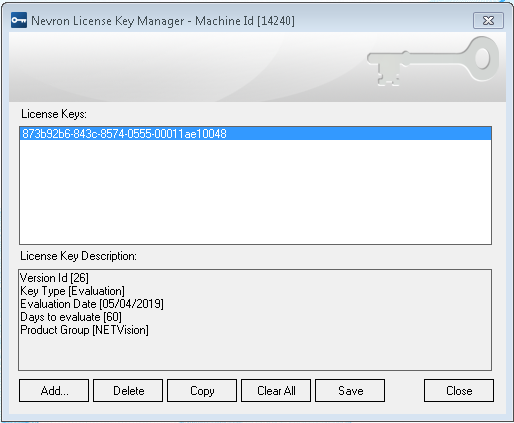 Nevron License Key Manager - Machine Id [14240]
License Keys:
873b92b6-843c-8574-0555-00011ae10048
License Key Description:
Version Id [26]
Key Type [Evaluation]
Evaluation Date [05/04/2019]
Days to evaluate [60]
Product Group [NETVision]
Add... Delete Copy Clear All Save Close